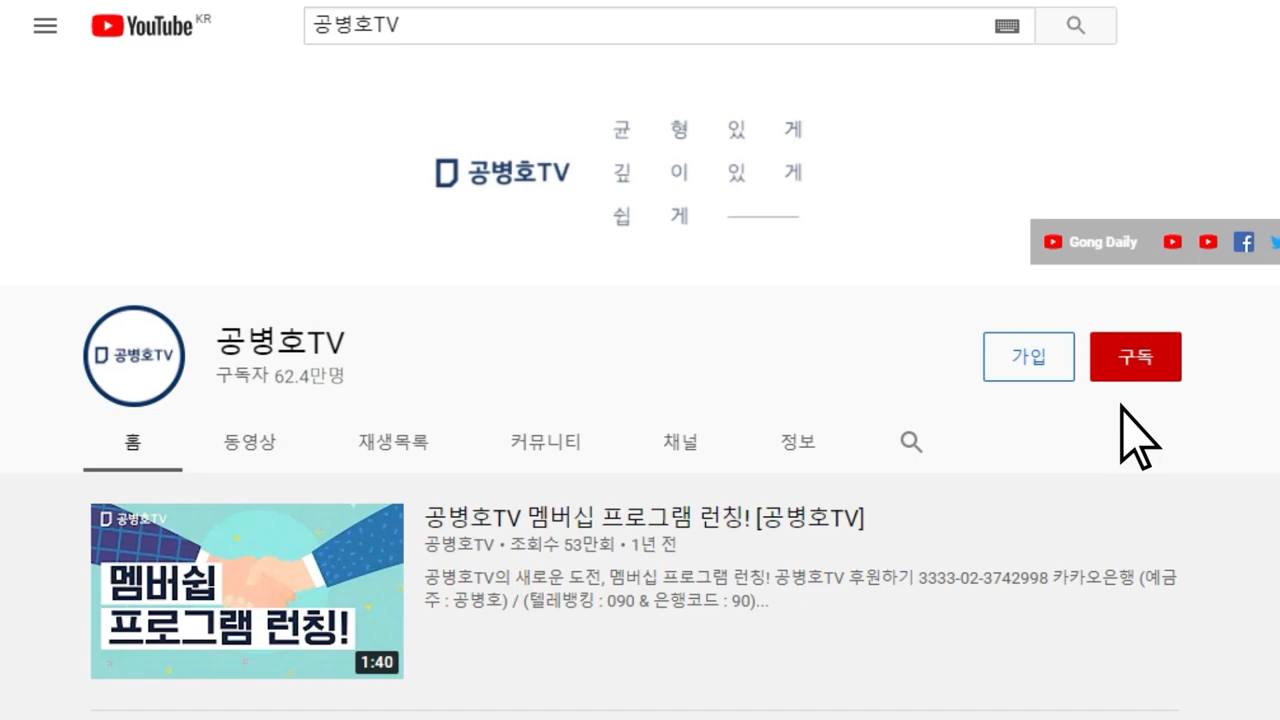 YouTube KR
공병호TV
균 형 있 게
공병호TV
깊 이 있 게
쉽 게
Gong Daily
공병호TV
공병호TV
구독자 62.4만명
가입
구독
홈
동영상
재생목록
커뮤니티
채널
정보
공병호TV
멤버쉽
프로그램 런칭!
1:40
공병호TV 멤버십 프로그램 런칭! [공병호TV]
공병호TV • 조회수 53만회 • 1년 전
공병호TV의 새로운 도전, 멤버십 프로그램 런칭! 공병호TV 후원하기 3333-02-3742998 카카오은행 (예금
주 : 공병호) / (텔레뱅킹 : 090 & 은행코드 : 90)...